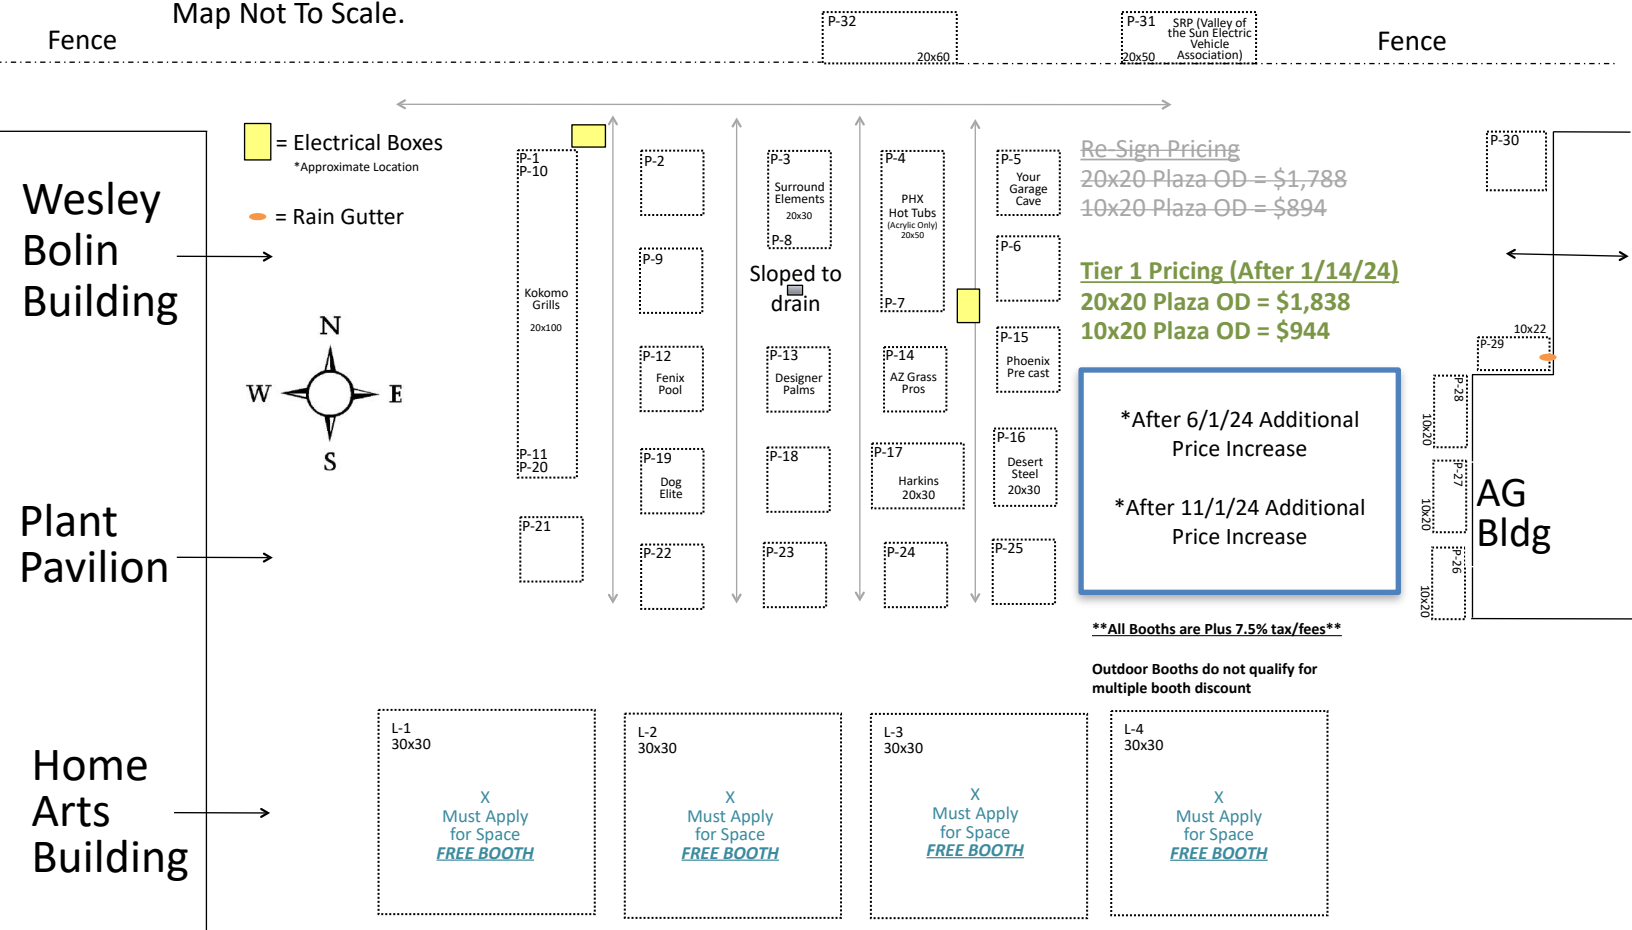 Map Not To Scale.
Fence
P-32
20x60
P-31
SRP (Valley of
the Sun Electric
Vehicle
Association)
20x50
Fence
= Electrical Boxes
*Approximate Location
= Rain Gutter
Wesley
Bolin
Building
N
W
E
S
Plant
Pavilion
Home
Arts
Building
P-1
P-10
Kokomo
Grills
20x100
P-11
P-20
P-21
P-2
P-9
P-12
Fenix
Pool
P-19
Dog
Elite
P-22
P-3
Surround
Elements
20x30
P-8
Sloped to
drain
P-13
Designer
Palms
P-18
P-23
P-4
PHX
Hot Tubs
(Acrylic Only)
20x50
P-7
P-14
AZ Grass
Pros
P-17
Harkins
20x30
P-24
P-5
Your
Garage
Cave
P-6
P-15
Phoenix
Pre cast
P-16
Desert
Steel
20x30
P-25
Re-Sign Pricing
20x20 Plaza OD = $1,788
10x20 Plaza OD = $894
Tier 1 Pricing (After 1/14/24)
20x20 Plaza OD = $1,838
10x20 Plaza OD = $944
*After 6/1/24 Additional
Price Increase
*After 11/1/24 Additional
Price Increase
**All Booths are Plus 7.5% tax/fees**
Outdoor Booths do not qualify for
multiple booth discount
P-30
10x22
P-29
P-28
10x20
P-27
10x20
P-26
10x20
AG
Bldg
L-1
30x30
X
Must Apply
for Space
FREE BOOTH
L-2
30x30
X
Must Apply
for Space
FREE BOOTH
L-3
30x30
X
Must Apply
for Space
FREE BOOTH
L-4
30x30
X
Must Apply
for Space
FREE BOOTH